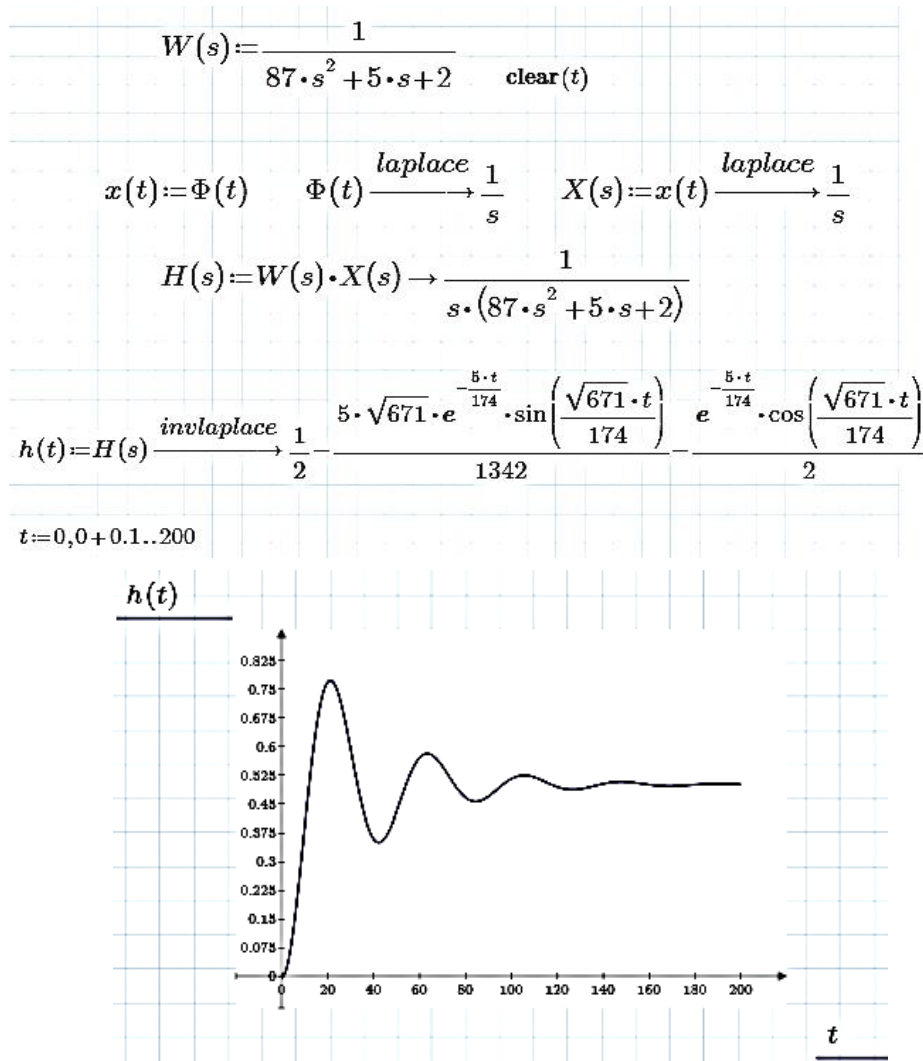 W(s):=1/(87·s²+5·s+2) clear(t)
x(t):=Φ(t) Φ(t) laplace→ 1/s X(s):=x(t) laplace→ 1/s
H(s):=W(s)·X(s)→1/(s·(87·s²+5·s+2))
h(t):=H(s) invlaplace→ 1/2-(5·√671·e^(-(5·t)/174)·sin((√671·t)/174))/1342-(e^(-(5·t)/174)·cos((√671·t)/174))/2
t:=0,0+0.1..200
h(t)
0.825
0.75
0.675
0.6
0.525
0.45
0.375
0.3
0.225
0.15
0.075
0
0 20 40 60 80 100 120 140 160 180 200
t